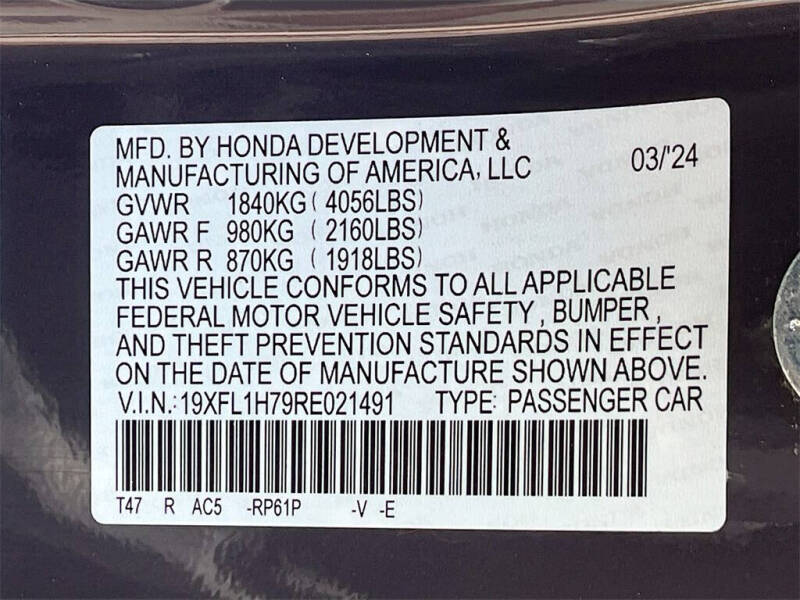 MFD. BY HONDA DEVELOPMENT &
MANUFACTURING OF AMERICA, LLC 03/'24
GVWR 1840KG ( 4056LBS)
GAWR F 980KG ( 2160LBS)
GAWR R 870KG ( 1918LBS)
THIS VEHICLE CONFORMS TO ALL APPLICABLE
FEDERAL MOTOR VEHICLE SAFETY , BUMPER ,
AND THEFT PREVENTION STANDARDS IN EFFECT
ON THE DATE OF MANUFACTURE SHOWN ABOVE.
V.I.N.: 19XFL1H79RE021491 TYPE: PASSENGER CAR
T47 R AC5 -RP61P -V -E